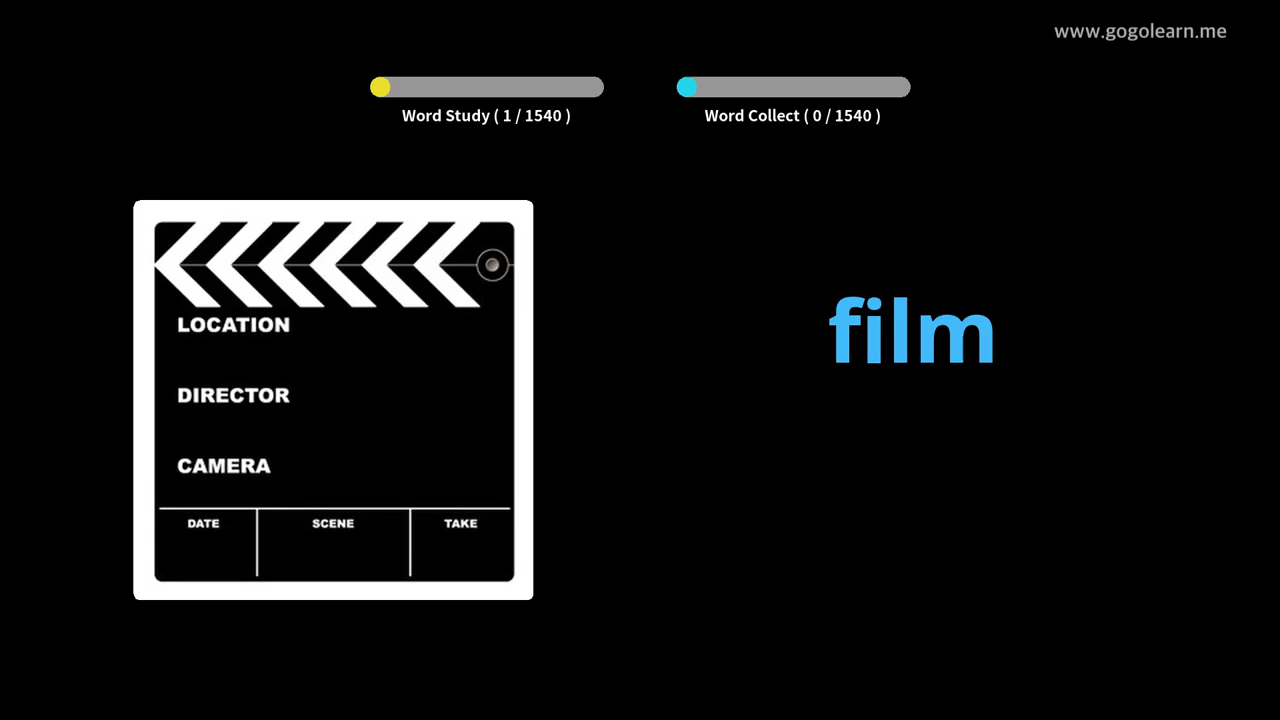 www.gogolearn.me
Word Study ( 1 / 1540 )
Word Collect ( 0 / 1540 )
LOCATION
DIRECTOR
CAMERA
DATE
SCENE
TAKE
film